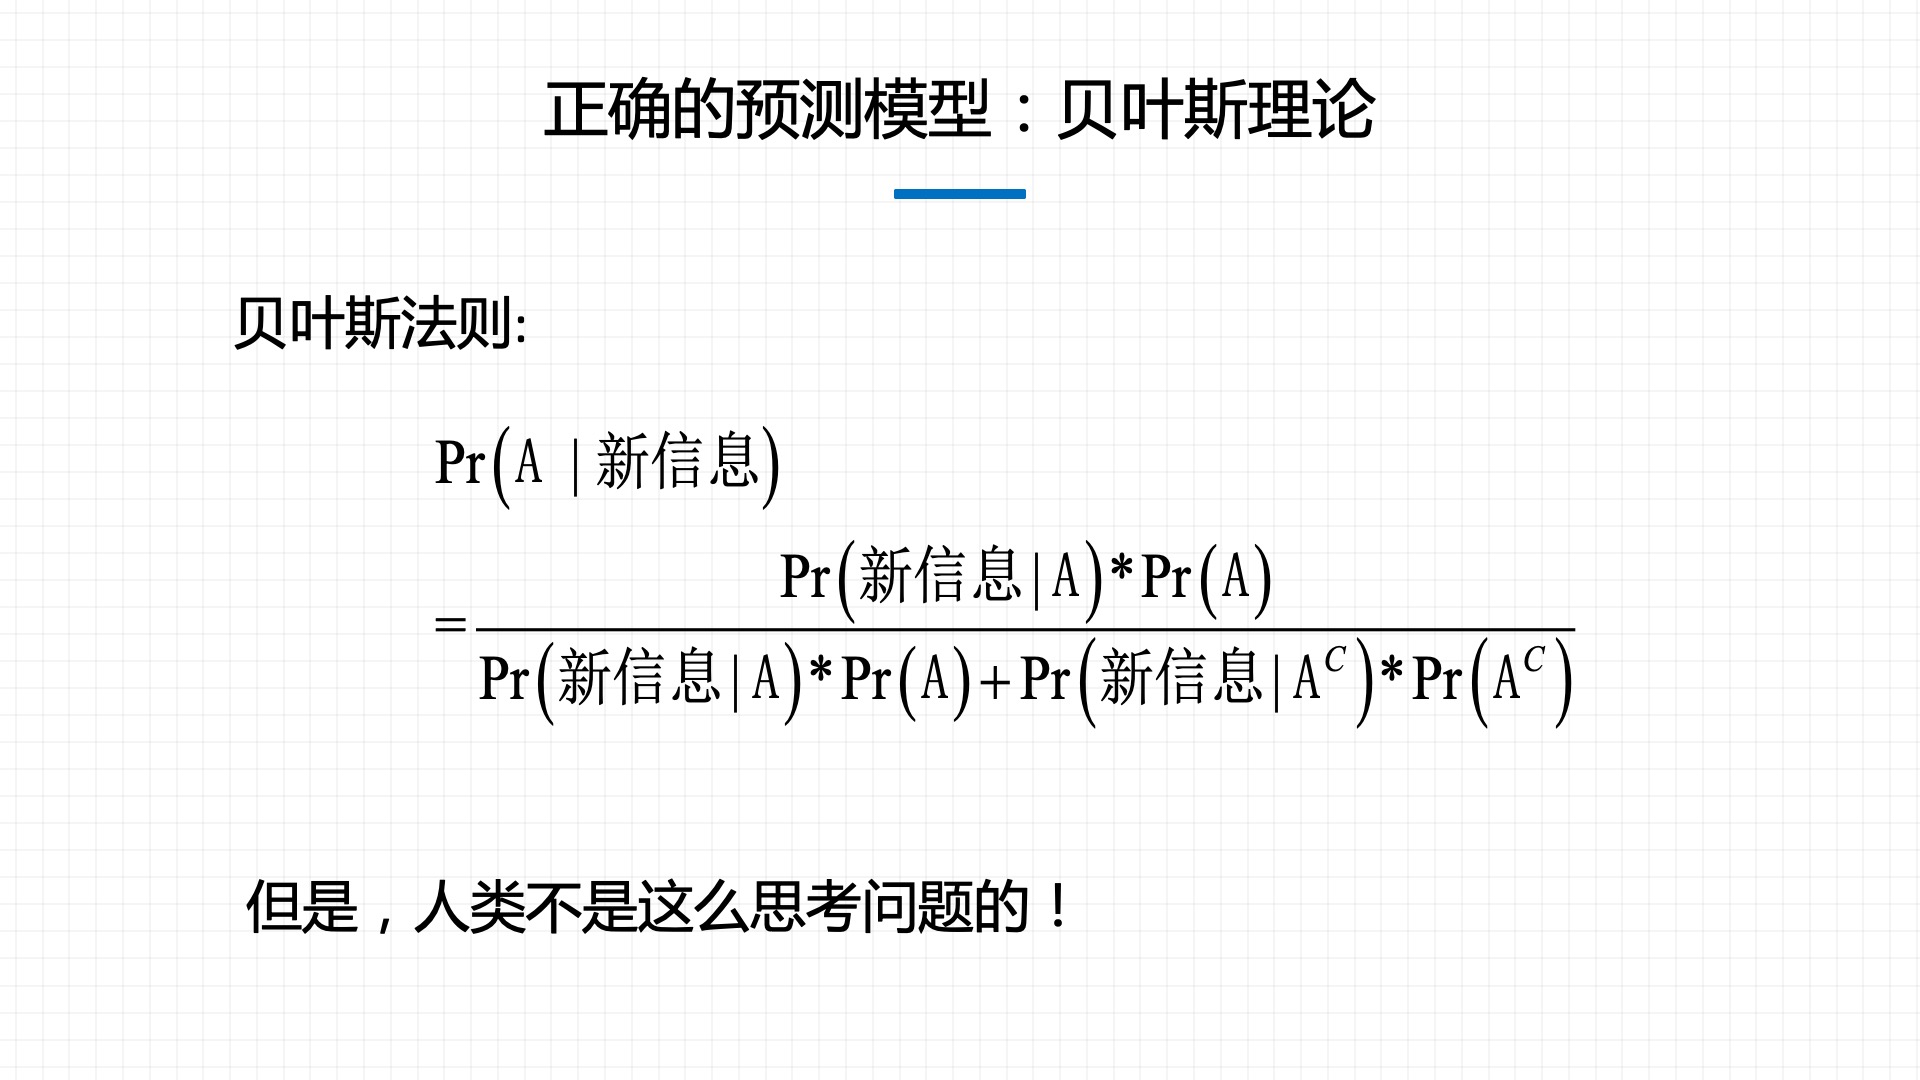 正确的预测模型：贝叶斯理论
贝叶斯法则:
Pr(A | 新信息)
Pr(新信息|A)*Pr(A)
=
Pr(新信息|A)*Pr(A)+Pr(新信息|A^C)*Pr(A^C)
但是，人类不是这么思考问题的！